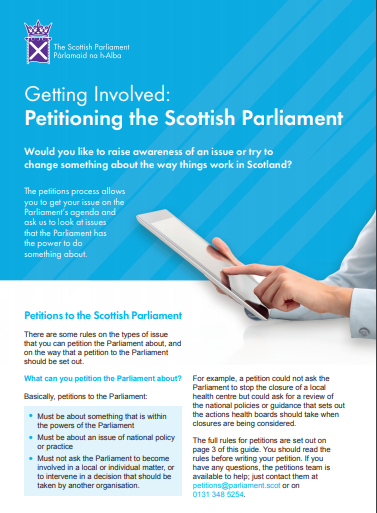 The Scottish Parliament
Pàrlamaid na h-Alba
Getting Involved:
Petitioning the Scottish Parliament
Would you like to raise awareness of an issue or try to
change something about the way things work in Scotland?
The petitions process allows
you to get your issue on the
Parliament's agenda and
ask us to look at issues
that the Parliament has
the power to do
something about.
Petitions to the Scottish Parliament
There are some rules on the types of issue
that you can petition the Parliament about, and
on the way that a petition to the Parliament
should be set out.
What can you petition the Parliament about?
Basically, petitions to the Parliament:
• Must be about something that is within
the powers of the Parliament
• Must be about an issue of national policy
or practice
• Must not ask the Parliament to become
involved in a local or individual matter, or
to intervene in a decision that should be
taken by another organisation.
For example, a petition could not ask the
Parliament to stop the closure of a local
health centre but could ask for a review of
the national policies or guidance that sets out
the actions health boards should take when
closures are being considered.
The full rules for petitions are set out on
page 3 of this guide. You should read the
rules before writing your petition. If you
have any questions, the petitions team is
available to help; just contact them at
petitions@parliament.scot or on
0131 348 5254.